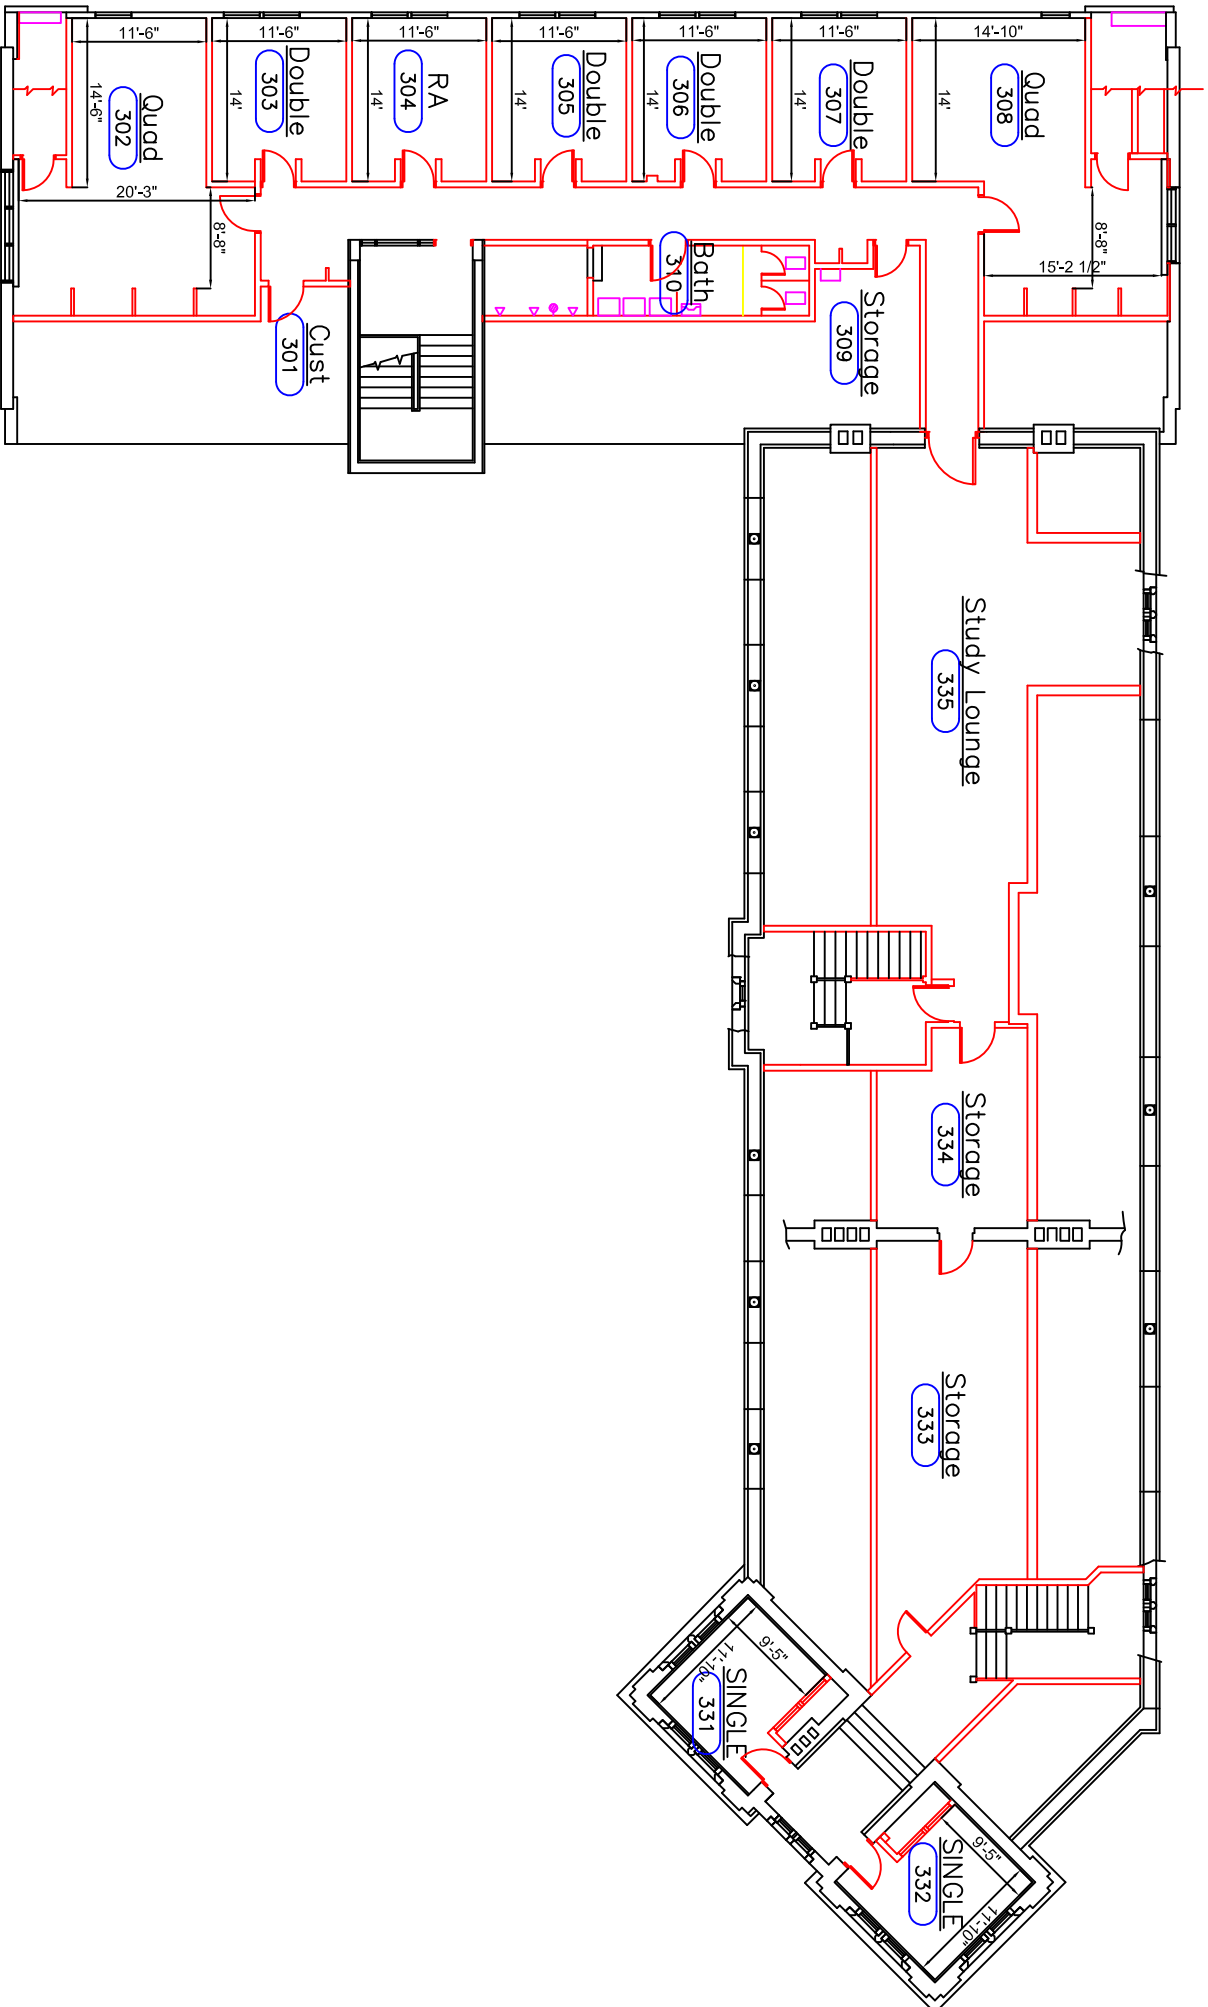 11'-6"
11'-6"
11'-6"
11'-6"
11'-6"
11'-6"
14'-10"
Quad
302
14'-6"
Double
303
14'
RA
304
14'
Double
305
14'
Double
306
14'
Double
307
14'
Quad
308
14'
20'-3"
8'-8"
8'-8"
15'-2 1/2"
Cust
301
Bath
310
Storage
309
Study Lounge
335
Storage
334
Storage
333
SINGLE
331
9'-5"
11'-10"
SINGLE
332
9'-5"
11'-10"